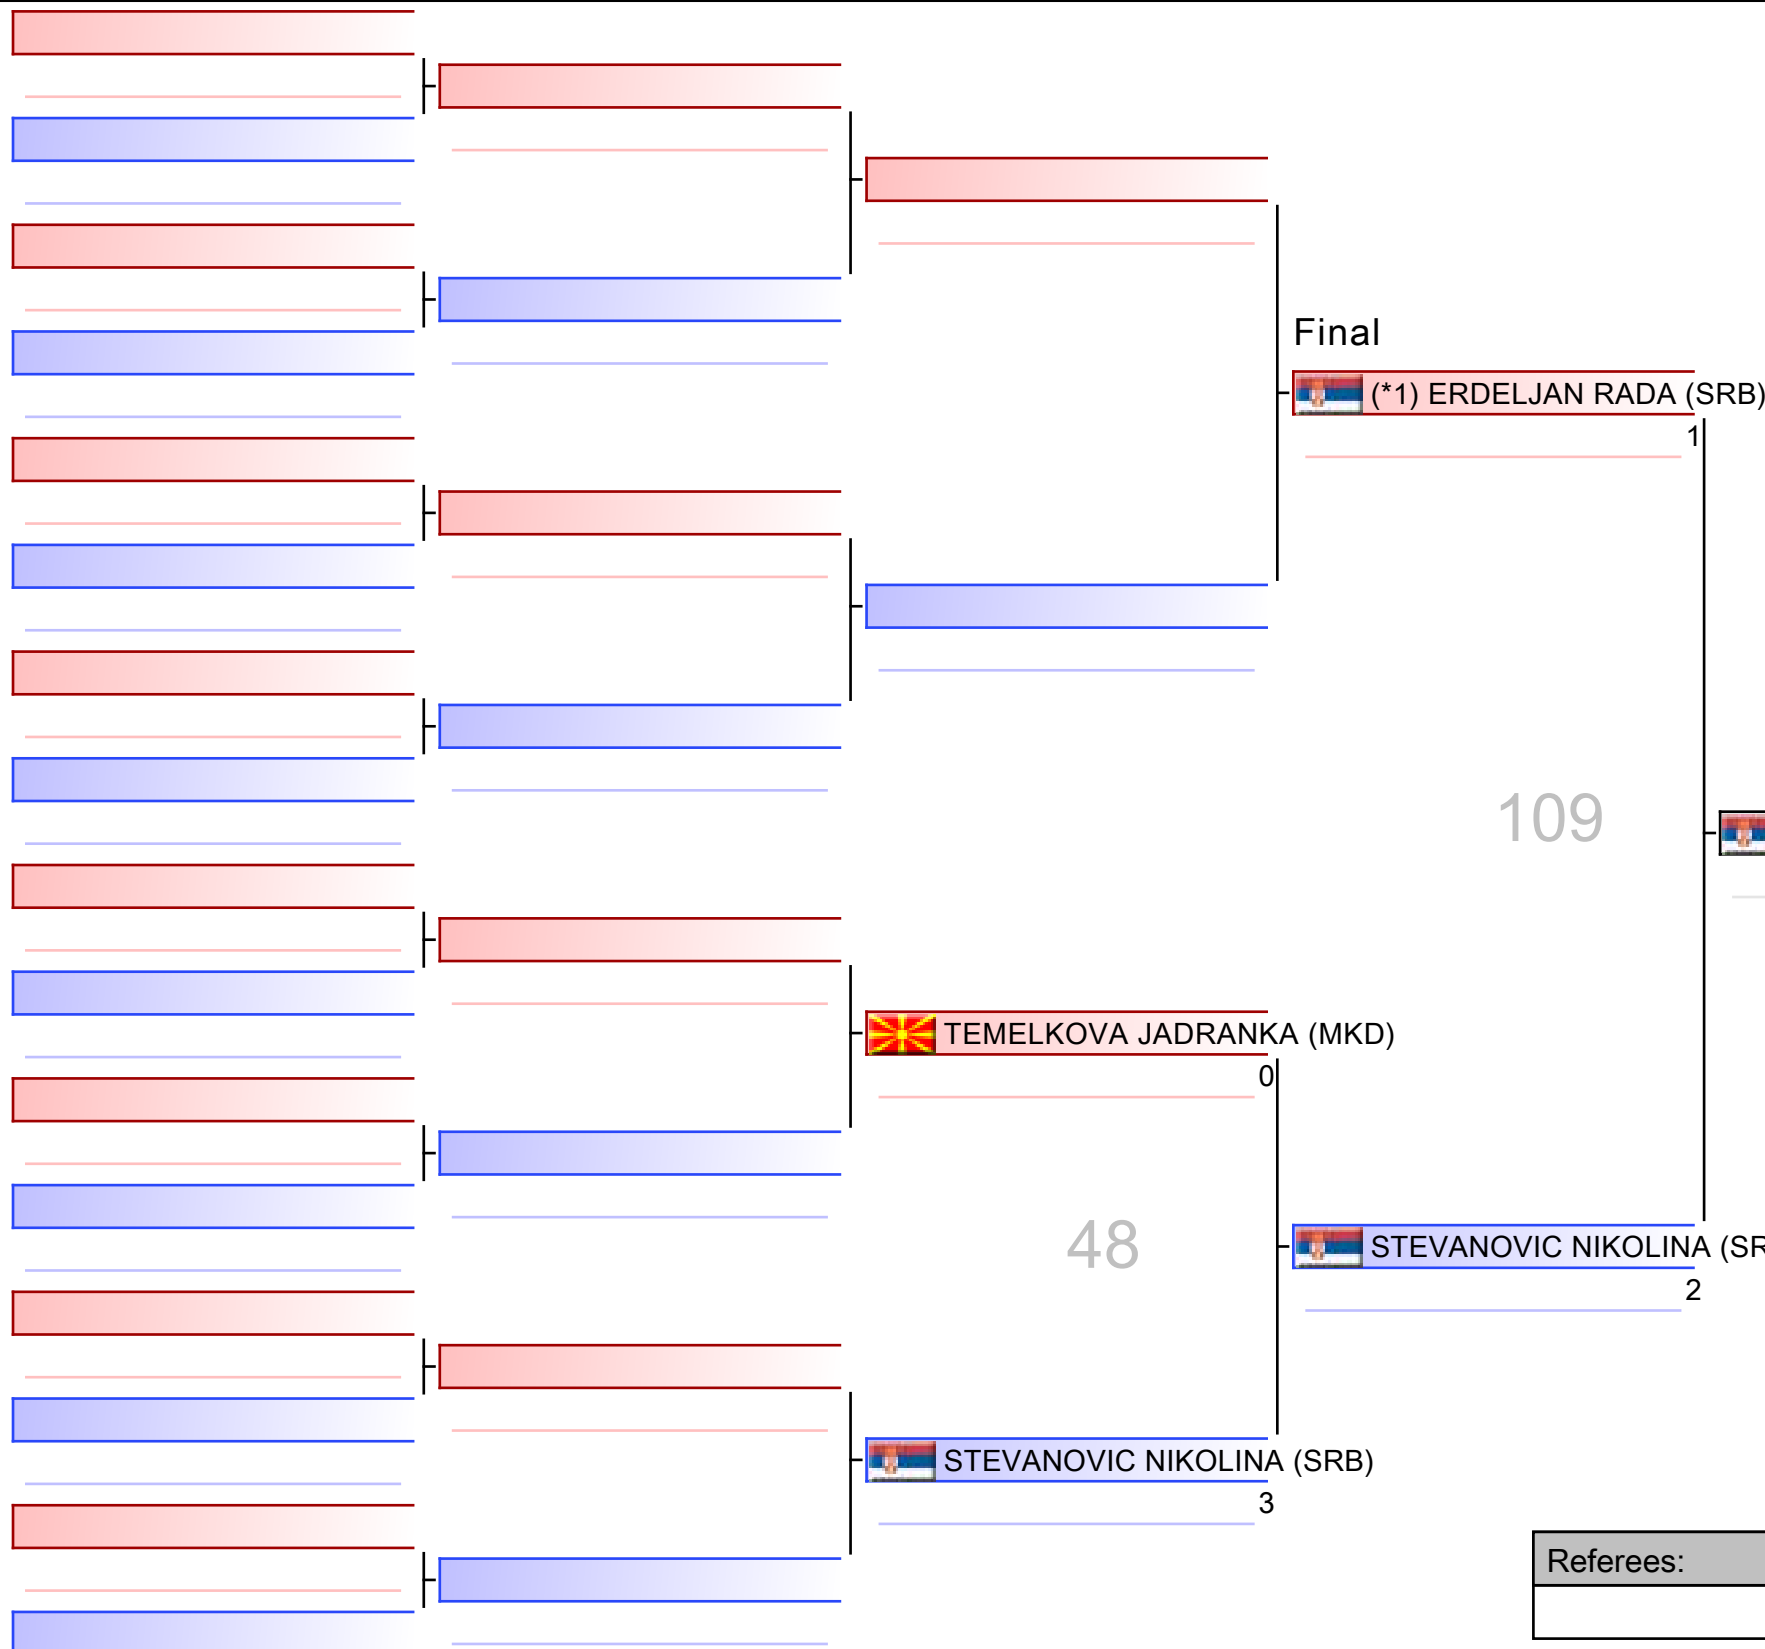 Final
(*1) ERDELJAN RADA (SRB)
1
109
TEMELKOVA JADRANKA (MKD)
0
48
STEVANOVIC NIKOLINA (SR
2
STEVANOVIC NIKOLINA (SRB)
3
Referees: